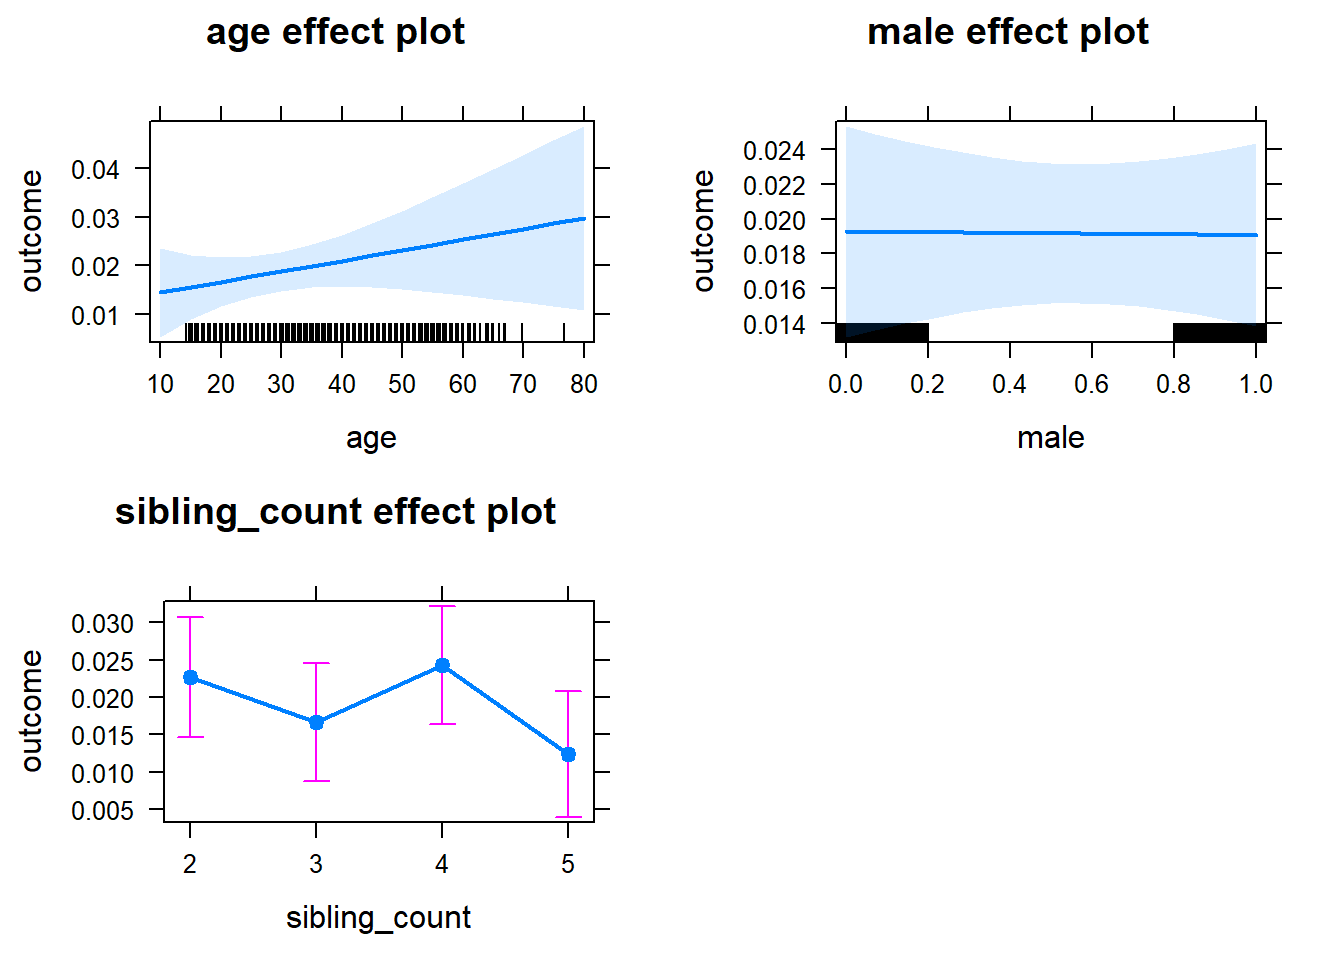 age effect plot
outcome
0.04
0.03
0.02
0.01
10 20 30 40 50 60 70 80
age
male effect plot
outcome
0.024
0.022
0.020
0.018
0.016
0.014
0.0 0.2 0.4 0.6 0.8 1.0
male
sibling_count effect plot
outcome
0.030
0.025
0.020
0.015
0.010
0.005
2 3 4 5
sibling_count